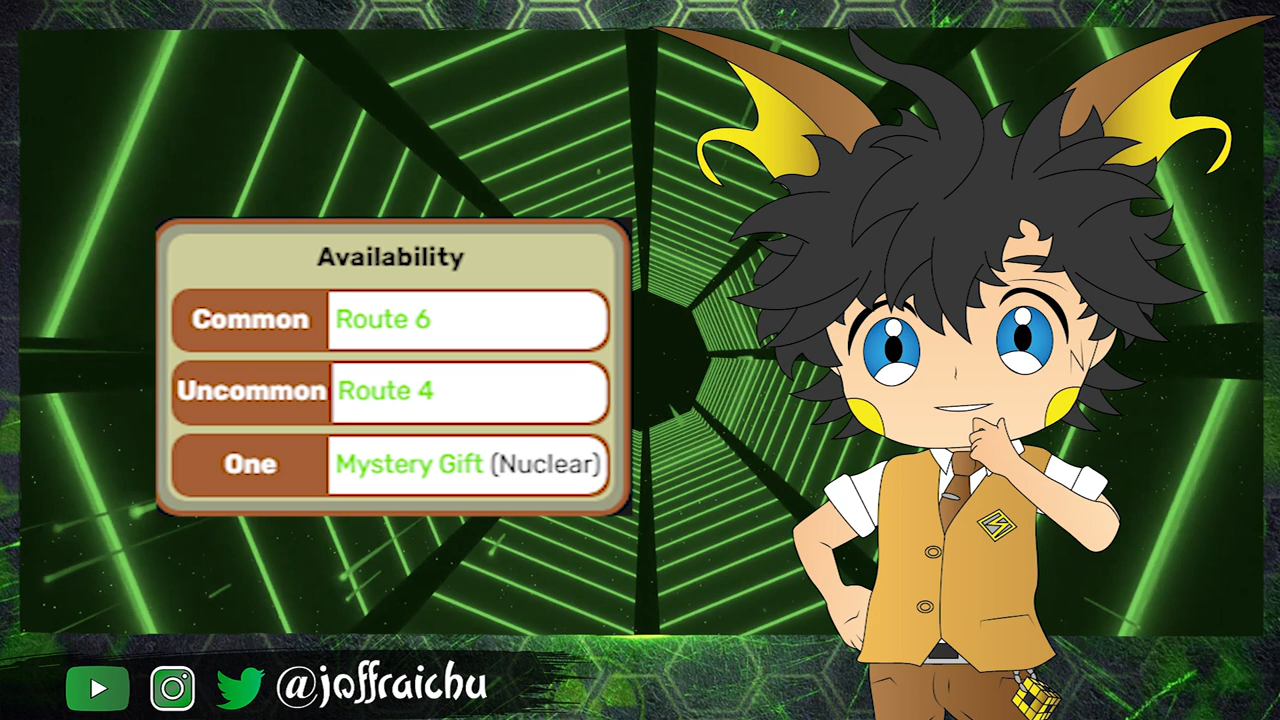 Availability
Common Route 6
Uncommon Route 4
One Mystery Gift (Nuclear)
@joffraichu